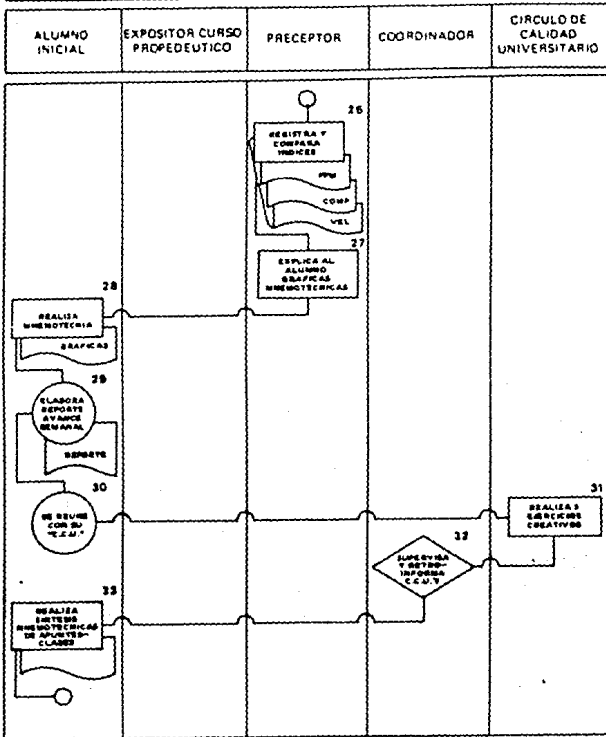 ALUMNO
INICIAL
EXPOSITOR CURSO
PROPEDEUTICO
PRECEPTOR
COORDINADOR
CIRCULO DE
CALIDAD
UNIVERSITARIO
26
REGISTRA Y
COMPARA
INDICES
PPM
COMP
VEL
27
EXPLICA AL
ALUMNO
GRAFICAS
MNEMOTECNICAS
28
REALIZA
MNEMOTECNIA
GRAFICAS
29
ELABORA
REPORTE
AVANCE
SEMANAL
REPORTE
30
SE REUNE
CON SU
"C.C.U."
31
REALIZA
EJERCICIOS
CREATIVOS
32
SUPERVISA
Y RETRO-
INFORMA
33
REALIZA
SINTESIS
MNEMOTECNICAS
DE APUNTES-
CLASES